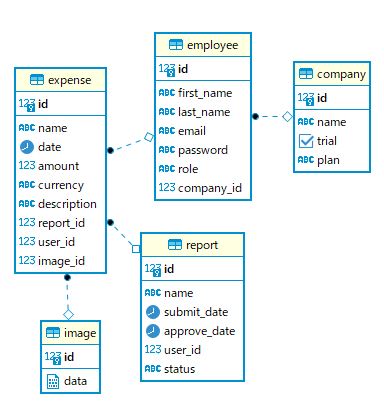 employee
123 id
ABC first_name
ABC last_name
ABC email
ABC password
ABC role
123 company_id
company
123 id
ABC name
trial
ABC plan
expense
123 id
ABC name
date
123 amount
ABC currency
ABC description
123 report_id
123 user_id
123 image_id
report
123 id
ABC name
submit_date
approve_date
123 user_id
ABC status
image
123 id
data